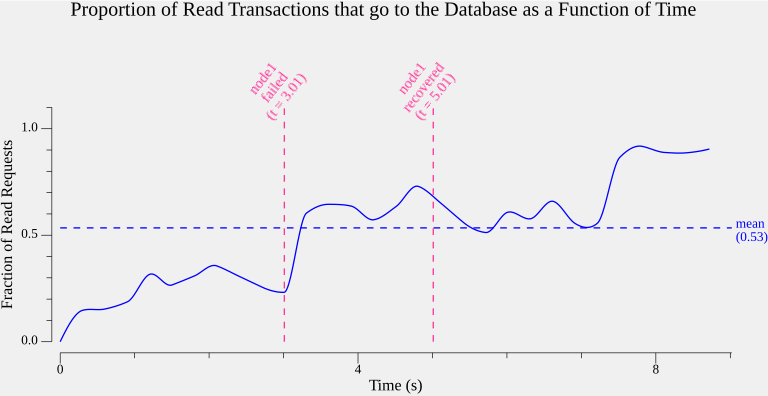 Proportion of Read Transactions that go to the Database as a Function of Time
node1
failed
(t = 3.01)
node1
recovered
(t = 5.01)
Fraction of Read Requests
1.0
0.5
0.0
mean
(0.53)
0
4
8
Time (s)